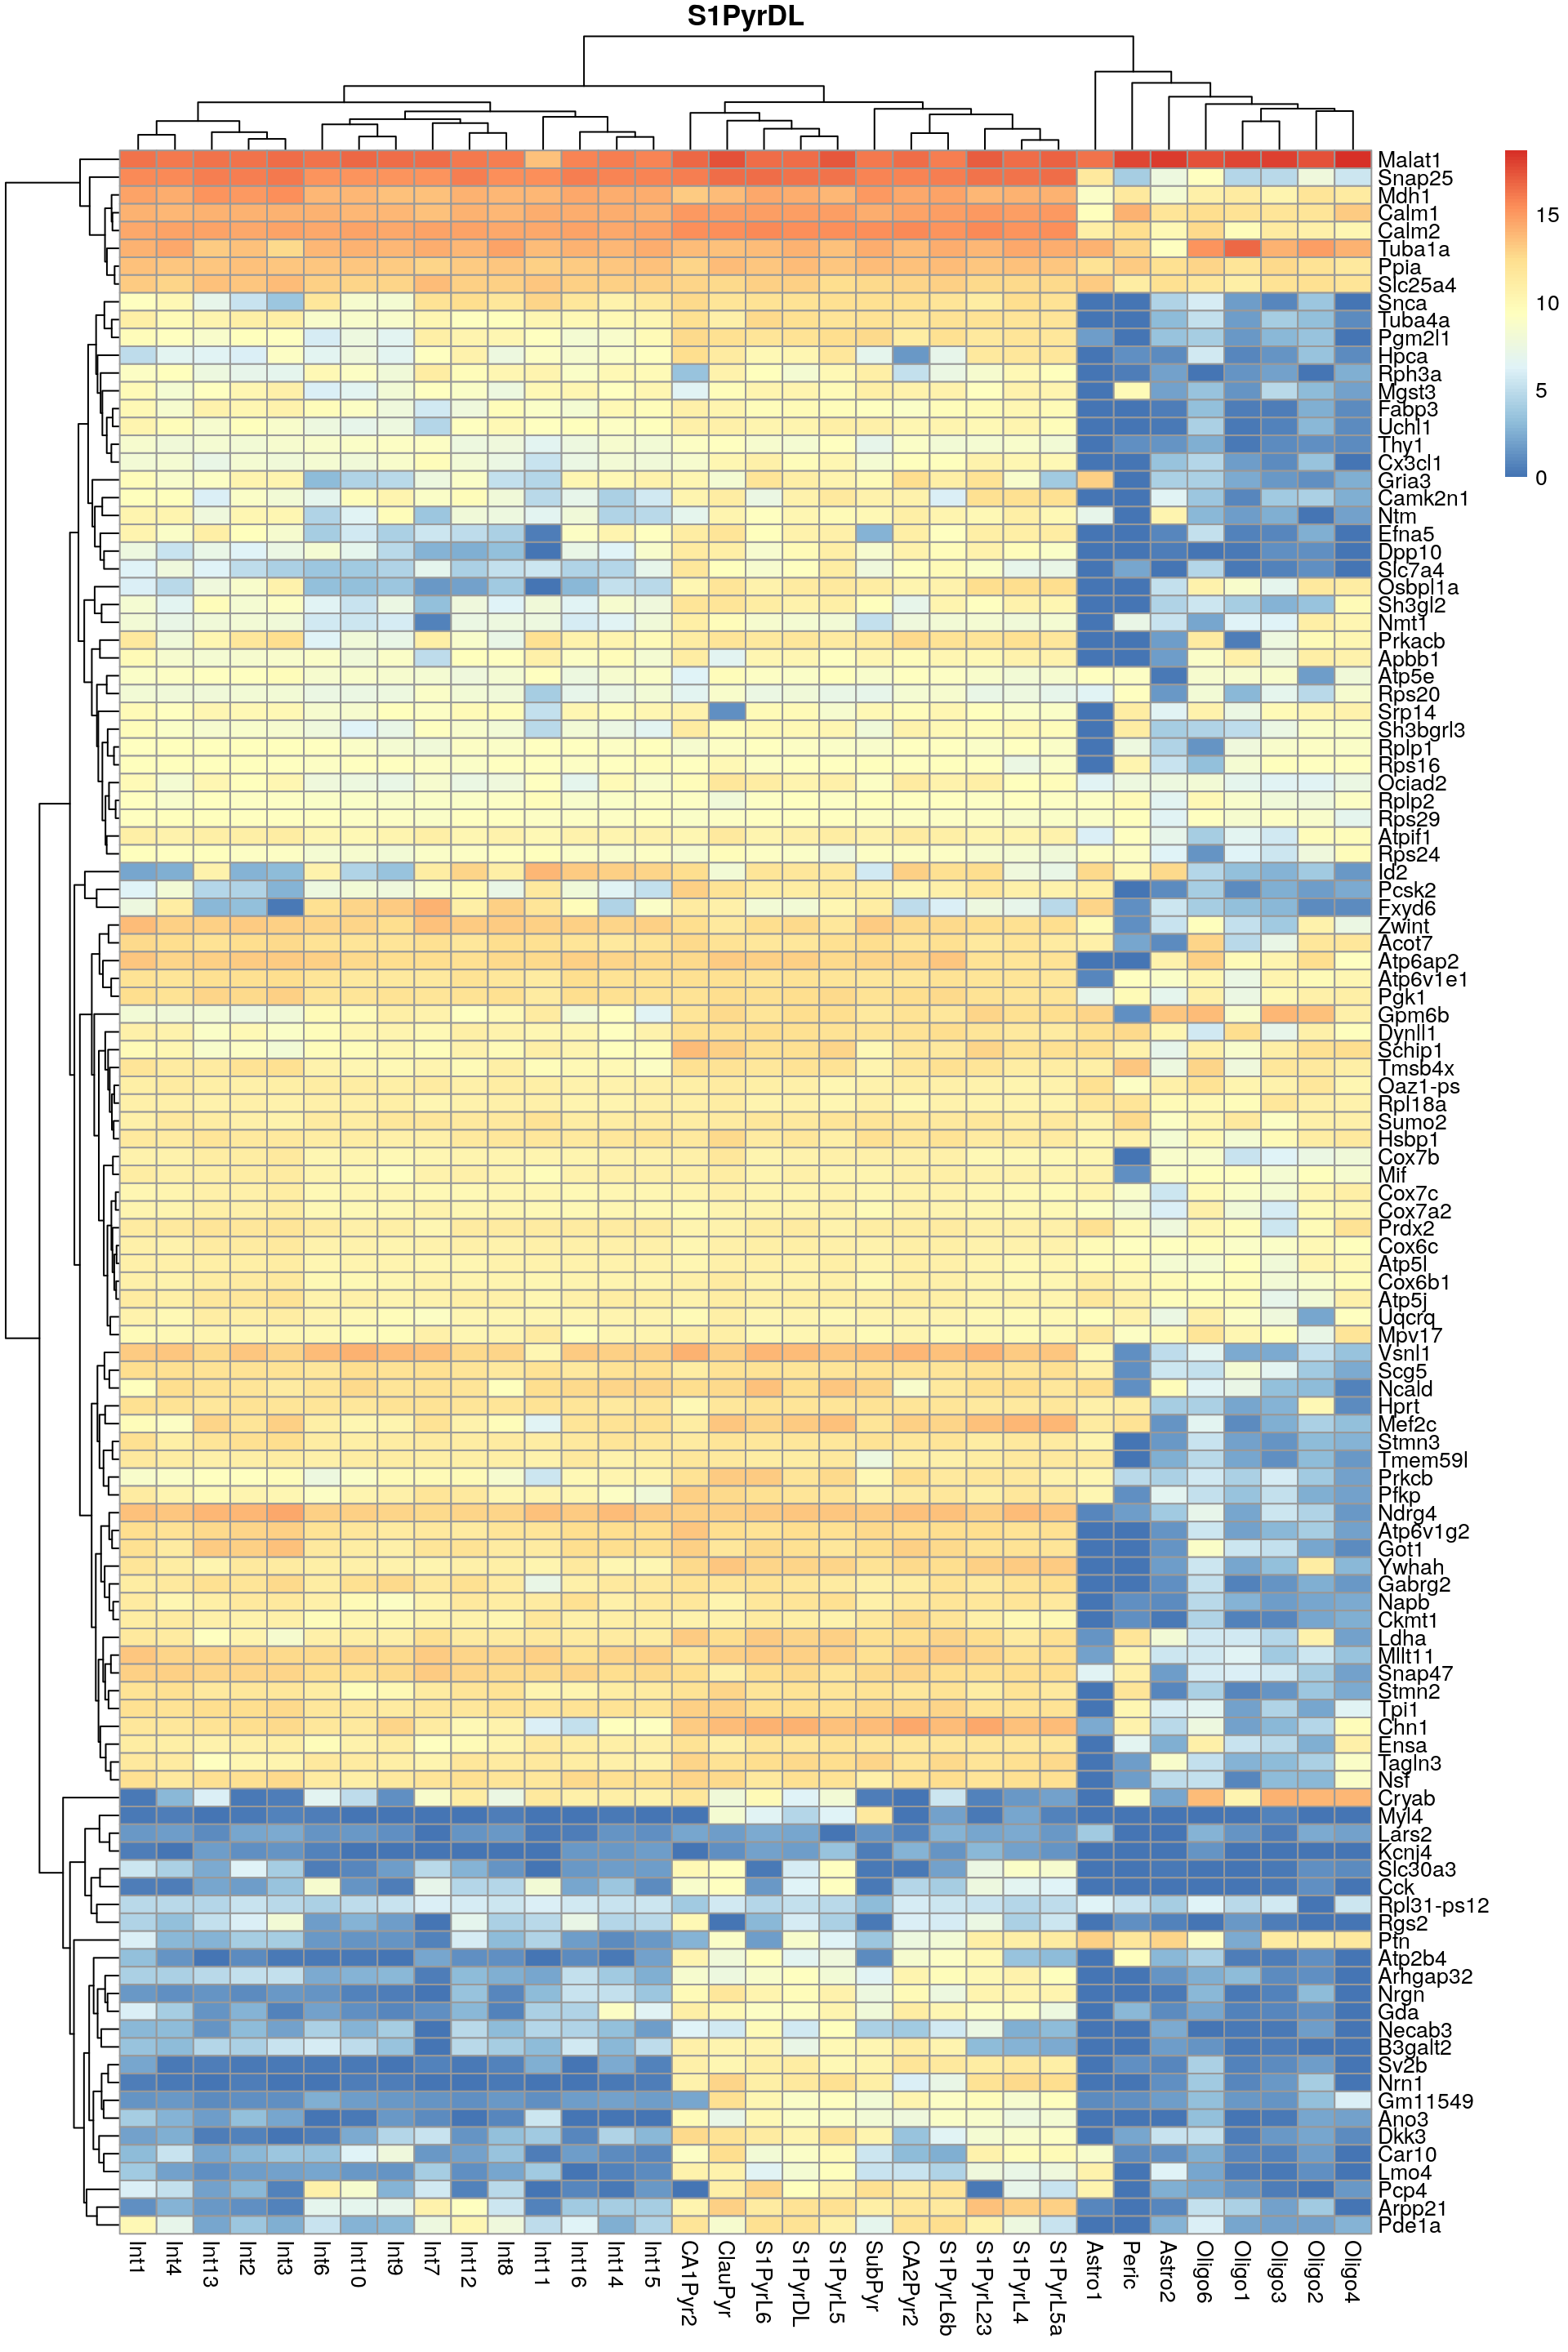 S1PyrDL
Malat1
Snap25
Mdh1
Calm1
Calm2
Tuba1a
Ppia
Slc25a4
Snca
Tuba4a
Pgm2l1
Hpca
Rph3a
Mgst3
Fabp3
Uchl1
Thy1
Cx3cl1
Gria3
Camk2n1
Ntm
Efna5
Dpp10
Slc7a4
Osbpl1a
Sh3gl2
Nmt1
Prkacb
Apbb1
Atp5e
Rps20
Srp14
Sh3bgrl3
Rplp1
Rps16
Ociad2
Rplp2
Rps29
Atpif1
Rps24
Id2
Pcsk2
Fxyd6
Zwint
Acot7
Atp6ap2
Atp6v1e1
Pgk1
Gpm6b
Dynll1
Schip1
Tmsb4x
Oaz1-ps
Rpl18a
Sumo2
Hsbp1
Cox7b
Mif
Cox7c
Cox7a2
Prdx2
Cox6c
Atp5l
Cox6b1
Atp5j
Uqcrq
Mpv17
Vsnl1
Scg5
Ncald
Hprt
Mef2c
Stmn3
Tmem59l
Prkcb
Pfkp
Ndrg4
Atp6v1g2
Got1
Ywhah
Gabrg2
Napb
Ckmt1
Ldha
Mllt11
Snap47
Stmn2
Tpi1
Chn1
Ensa
Tagln3
Nsf
Cryab
Myl4
Lars2
Kcnj4
Slc30a3
Cck
Rpl31-ps12
Rgs2
Ptn
Atp2b4
Arhgap32
Nrgn
Gda
Necab3
B3galt2
Sv2b
Nrn1
Gm11549
Ano3
Dkk3
Car10
Lmo4
Pcp4
Arpp21
Pde1a
15
10
5
0
Int1
Int4
Int13
Int2
Int3
Int6
Int10
Int9
Int7
Int12
Int8
Int11
Int16
Int14
Int15
CA1Pyr2
ClauPyr
S1PyrL6
S1PyrDL
S1PyrL5
SubPyr
CA2Pyr2
S1PyrL6b
S1PyrL23
S1PyrL4
S1PyrL5a
Astro1
Peric
Astro2
Oligo6
Oligo1
Oligo3
Oligo2
Oligo4